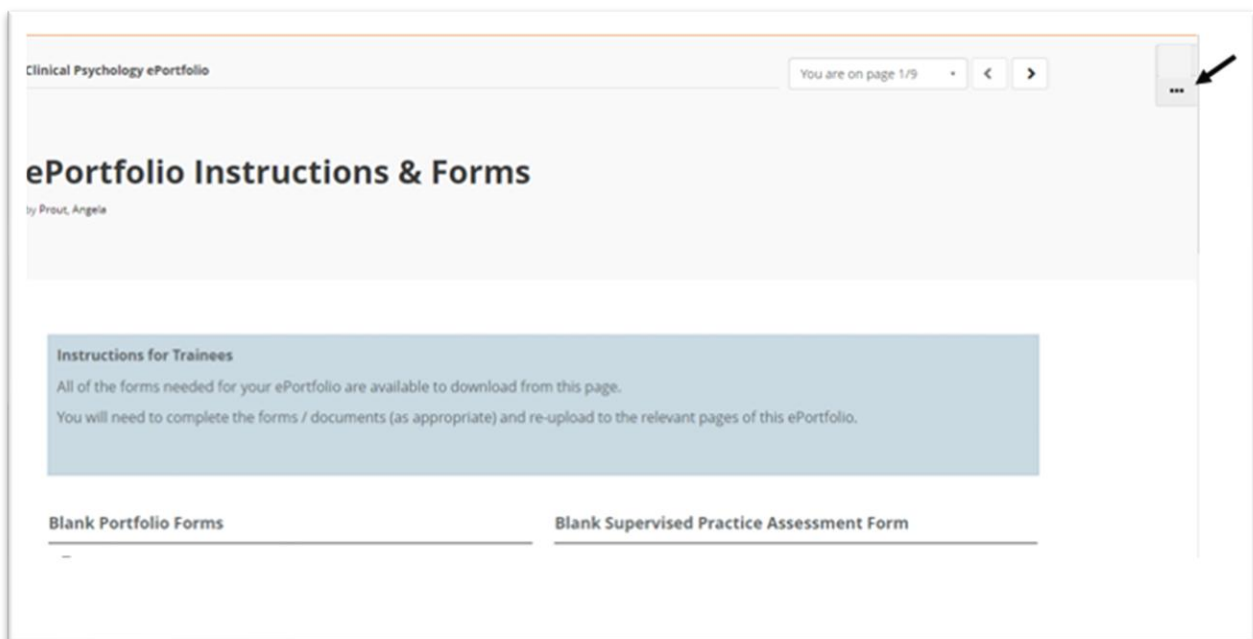 Clinical Psychology ePortfolio
You are on page 1/9
ePortfolio Instructions & Forms
by Prout, Angela
Instructions for Trainees
All of the forms needed for your ePortfolio are available to download from this page.
You will need to complete the forms / documents (as appropriate) and re-upload to the relevant pages of this ePortfolio.
Blank Portfolio Forms
Blank Supervised Practice Assessment Form